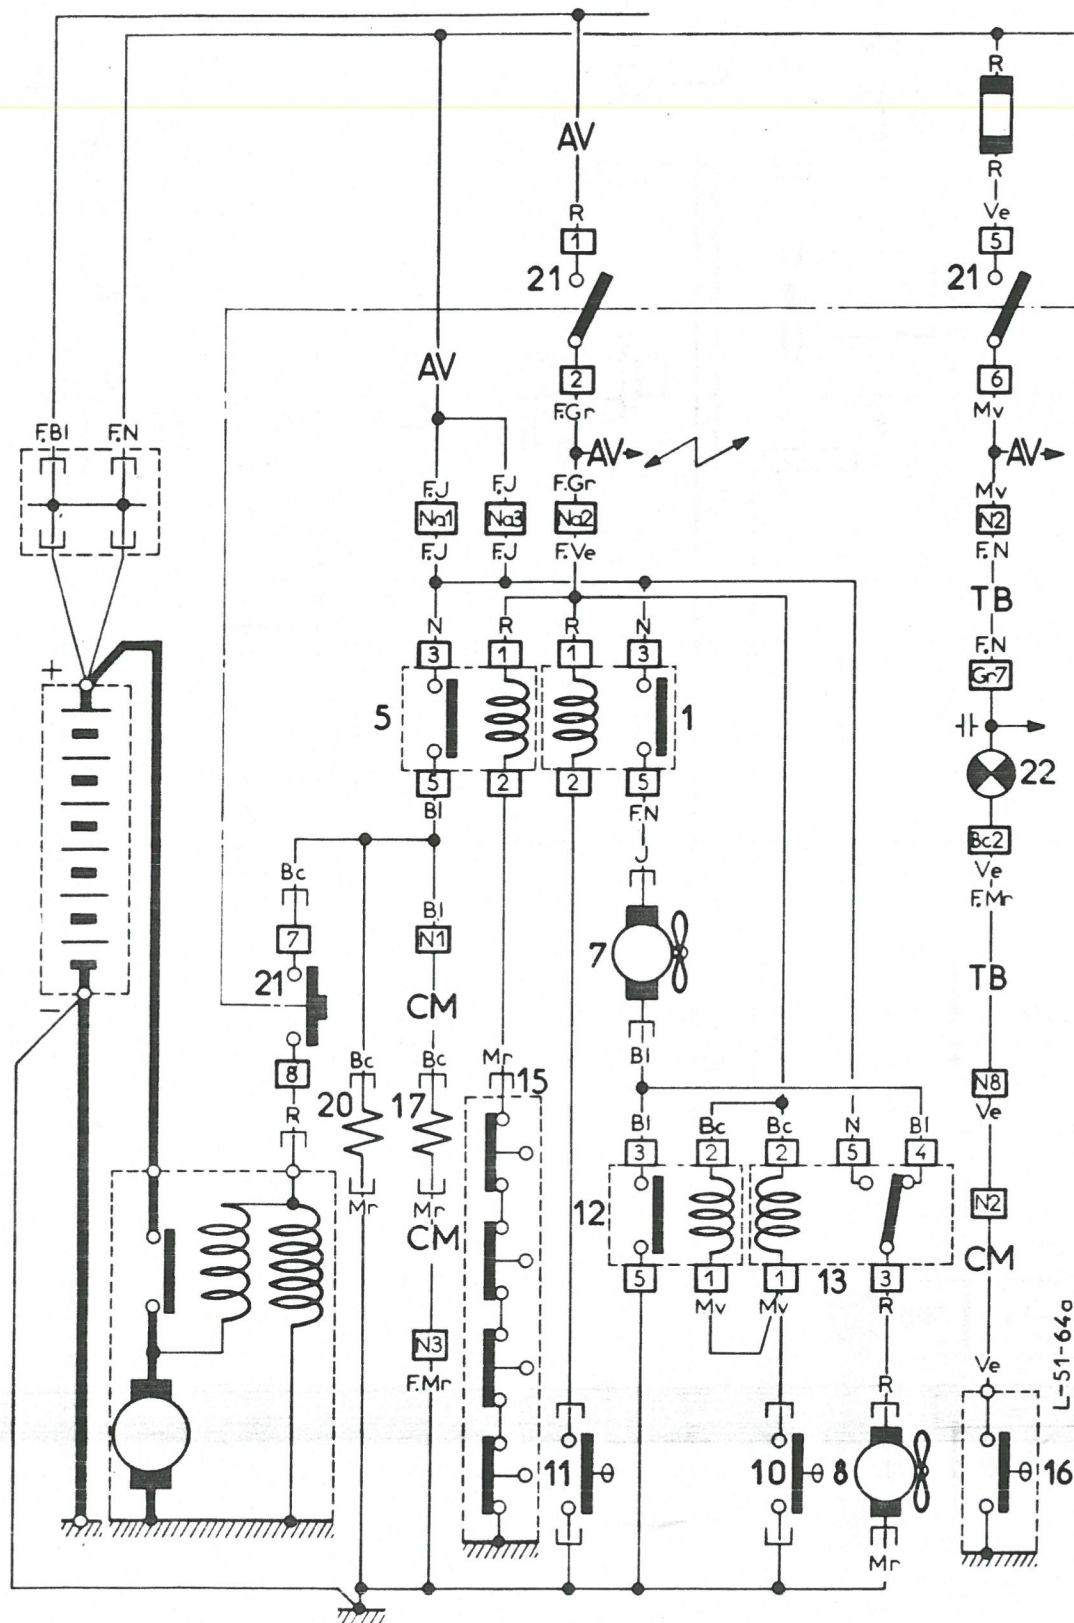 R
AV
R
R
Ve
1
5
21
21
AV
2
6
F.Gr
Mv
F.Bl F.N
AV
AV
F.J F.J F.Gr
Mv
Na1 Na3 Na2
N2
F.J F.J F.Ve
F.N
TB
N R R N
F.N
3 1 1 3
Gr7
+
5
1
22
5 2 2 5
Bl
F.N
Bc2
Ve
F.Mr
J
Bc
Bl
7
N1
7
TB
21
CM
−
Bl
8
Bc Bc Mr
15
N8
R
20
17
Ve
Bl Bc Bc N Bl
3 2 2 5 4
Mr Mr
12
N2
CM
CM
5 1 1 13 3
Mv Mv R
N3
F.Mr
Ve
L-51-64a
R
11
θ
10
θ
8
θ
16
Mr